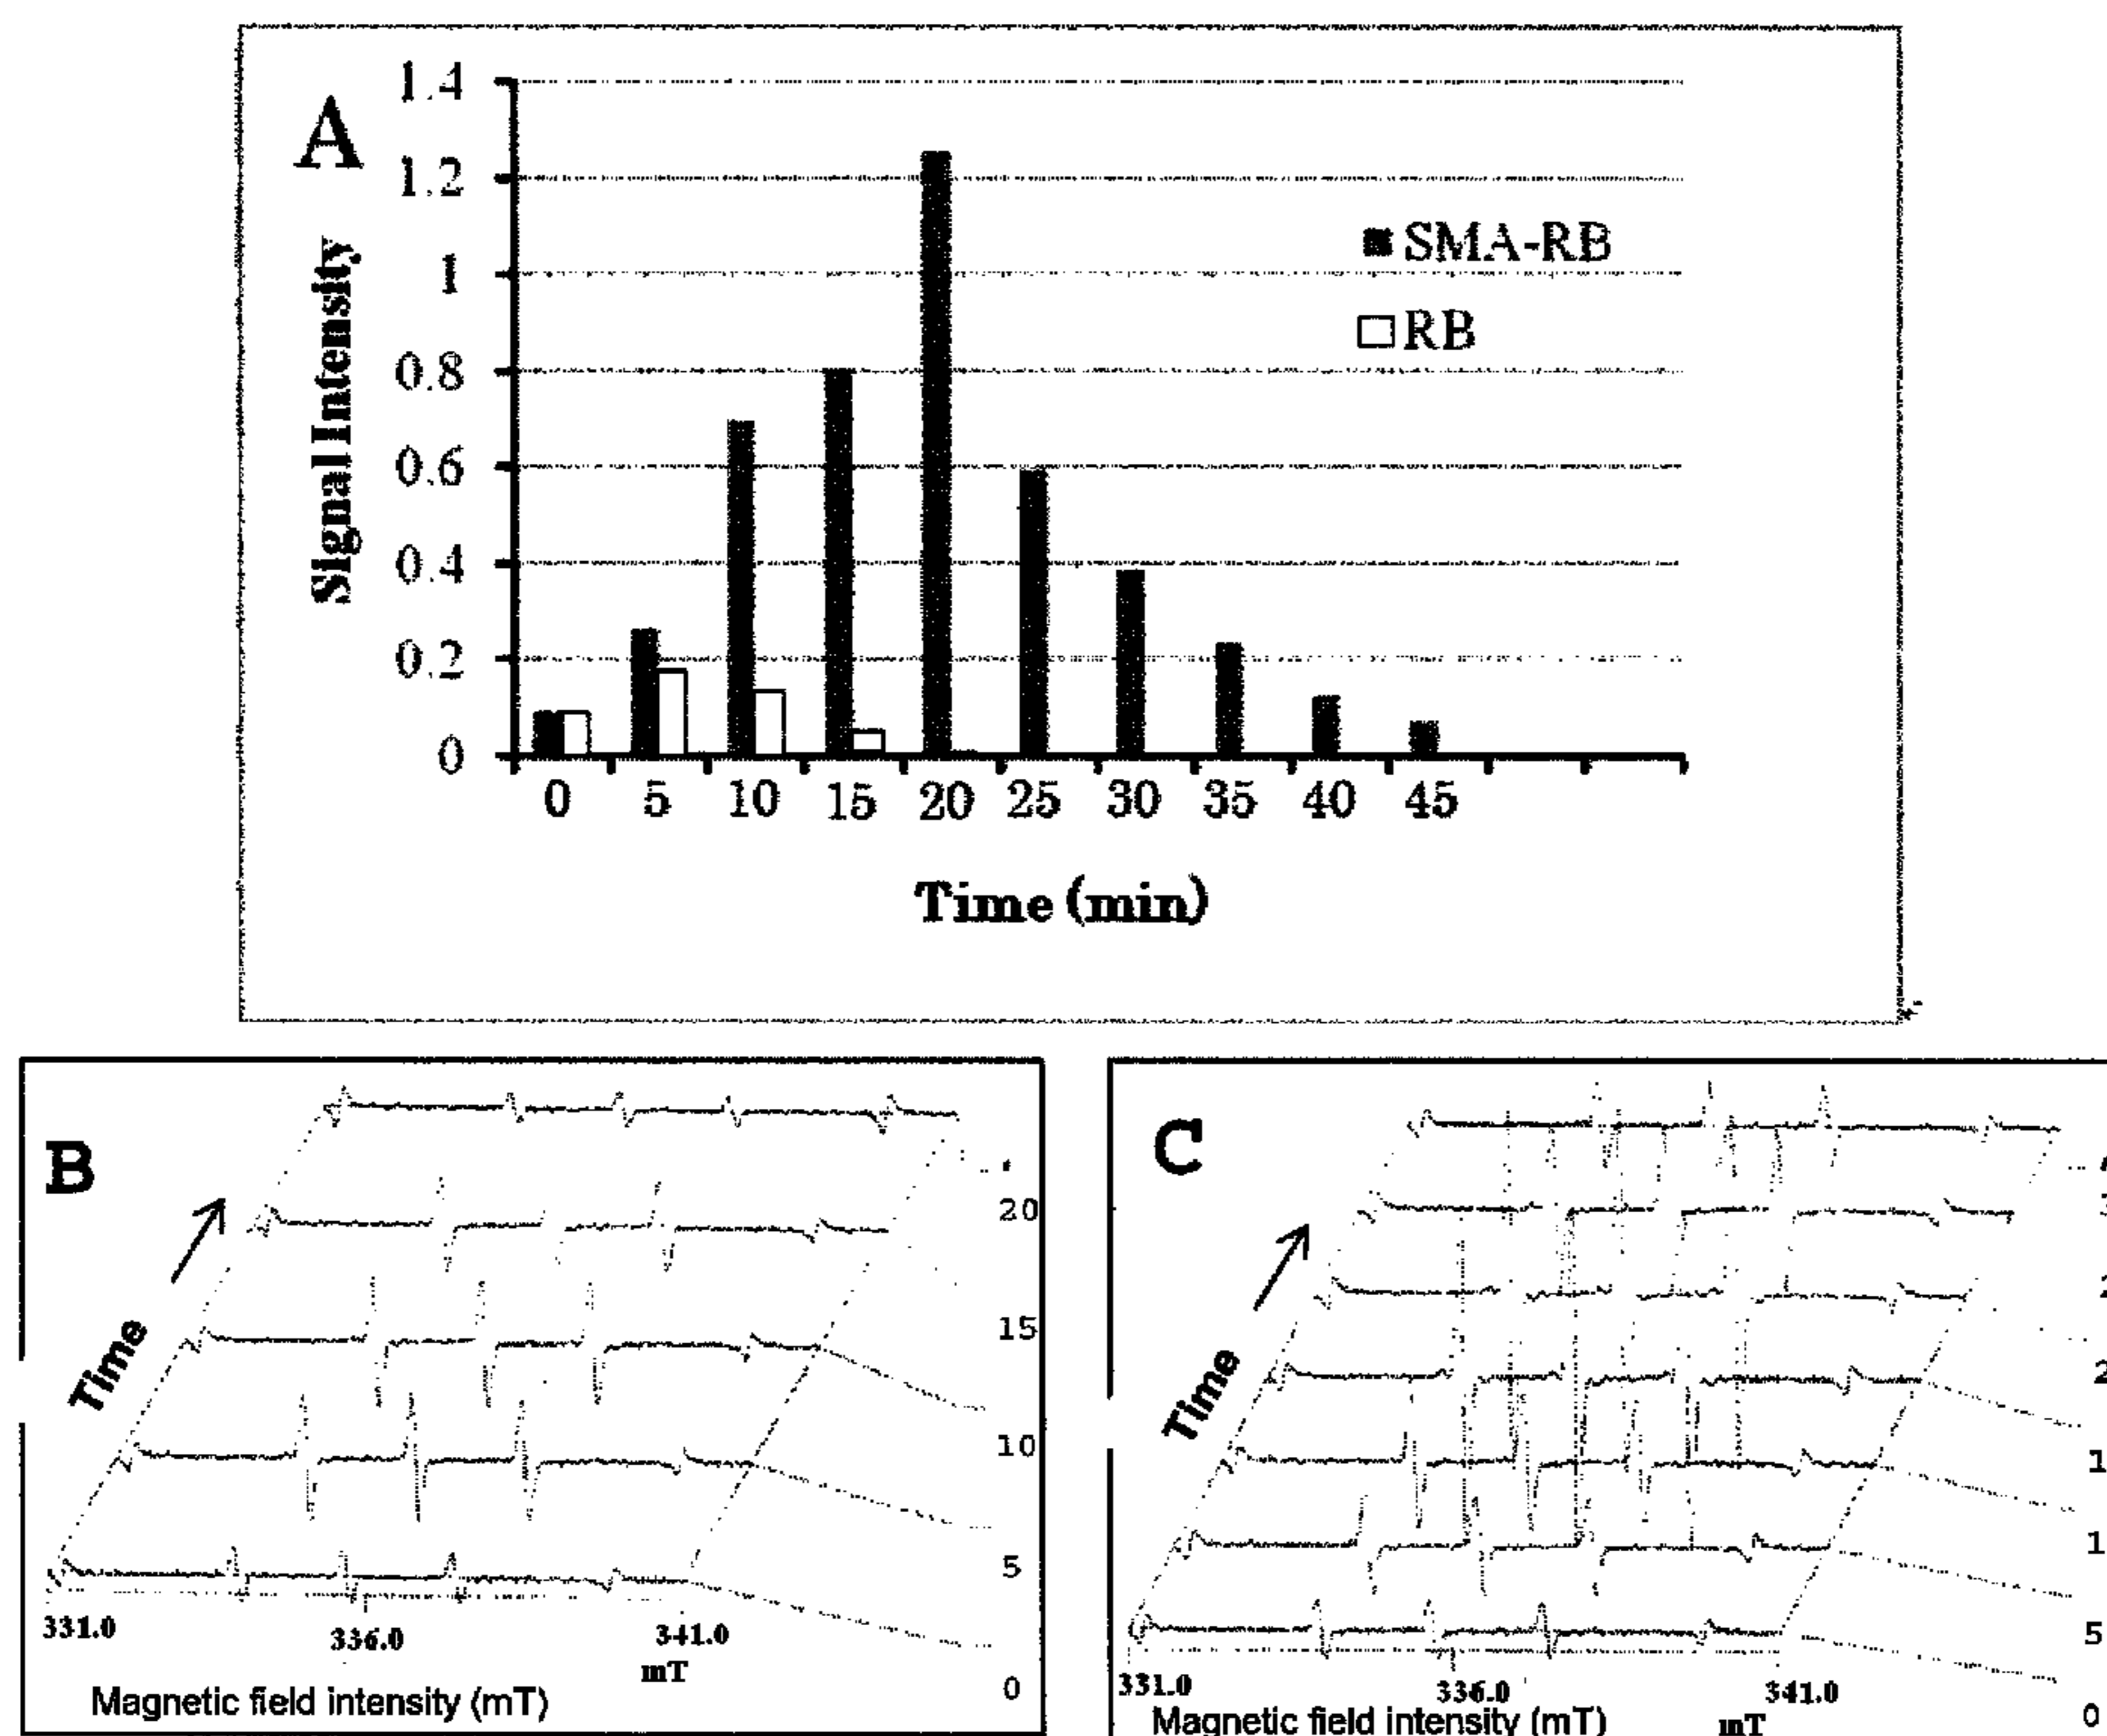 A
1.4
1.2
1
0.8
0.6
0.4
0.2
0
Signal Intensity
SMA-RB
RB
0 5 10 15 20 25 30 35 40 45
Time (min)
B
Time
20
15
10
5
0
331.0 336.0 341.0
mT
Magnetic field intensity (mT)
C
Time
2
1
1
5
0
331.0 336.0 341.0
mT
Magnetic field intensity (mT)